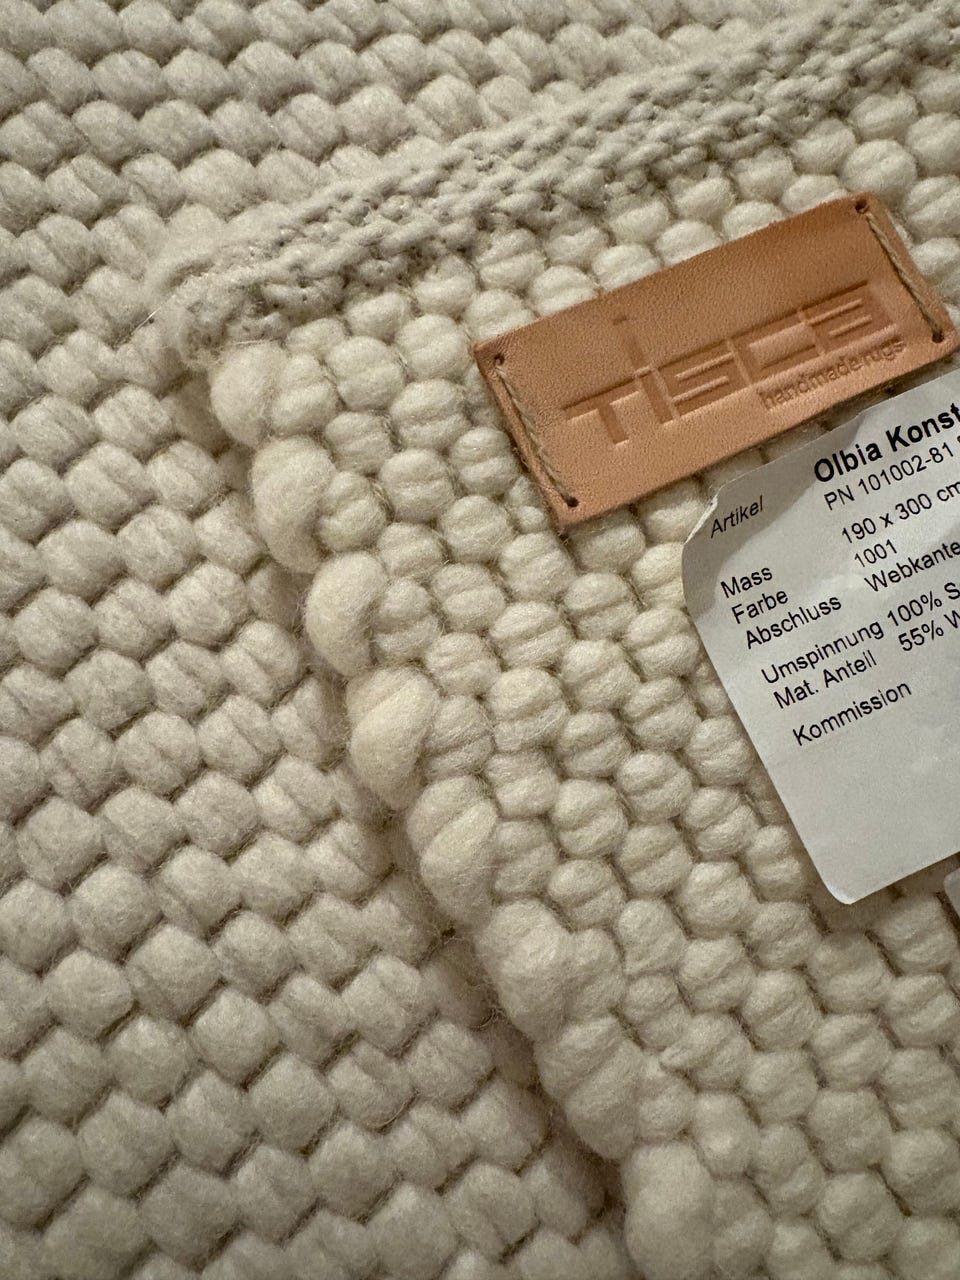 TISCA
handmade rugs
Olbia Konst
Artikel PN 101002-81
Mass 190 x 300 cm
Farbe 1001
Abschluss Webkante
Umspinnung 100% S
Mat. Anteil 55% W
Kommission